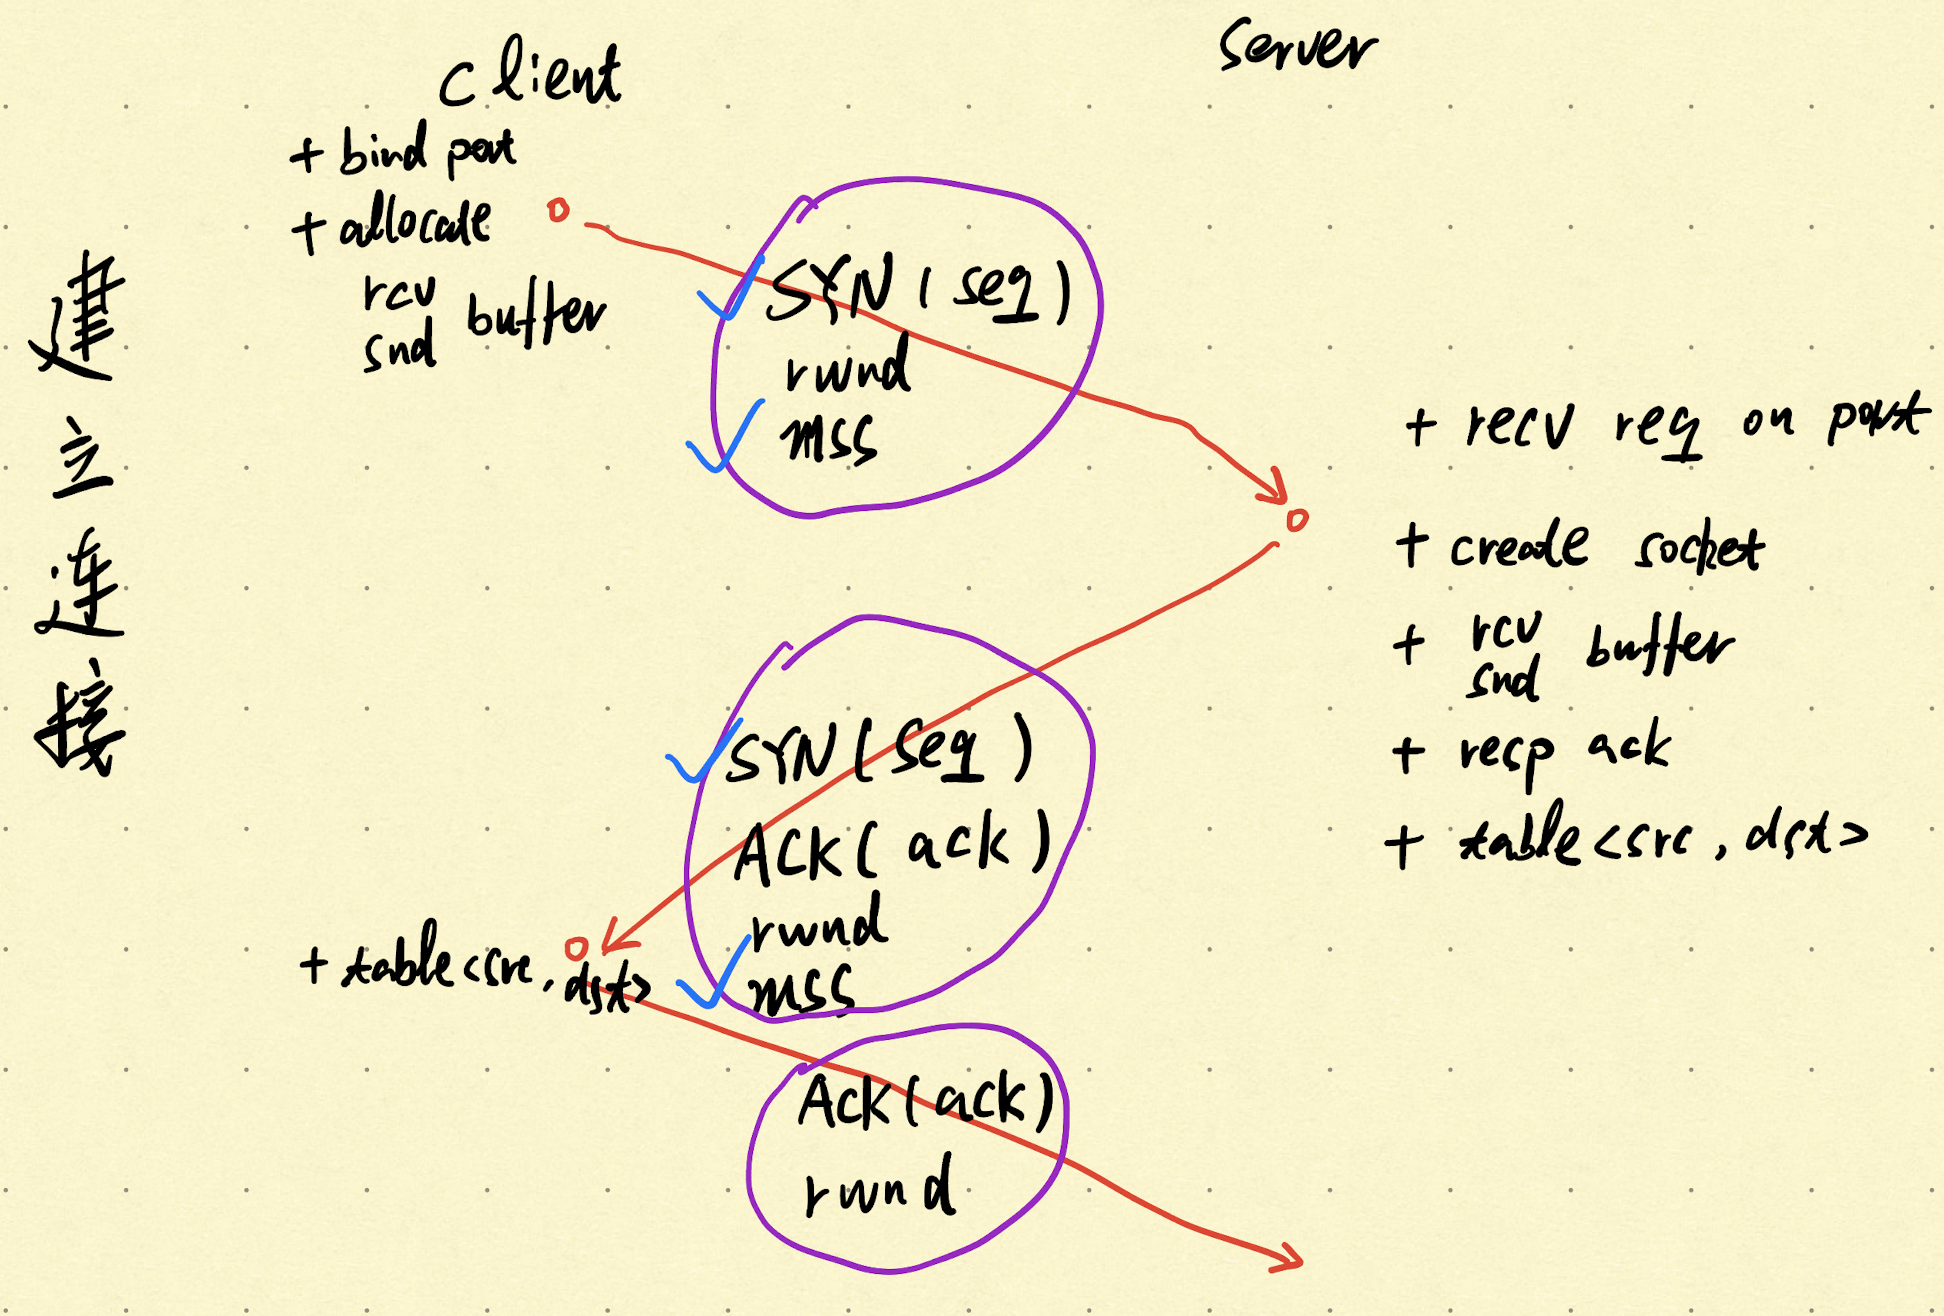 client
server
+ bind port
+ allocate
rcv
snd buffer
建立连接
SYN (seq)
rwnd
mss
+ recv req on port
+ create socket
+ rcv
snd buffer
+ resp ack
+ table<src, dst>
SYN (seq)
ACK (ack)
rwnd
mss
+ table<src, dst>
Ack (ack)
rwnd